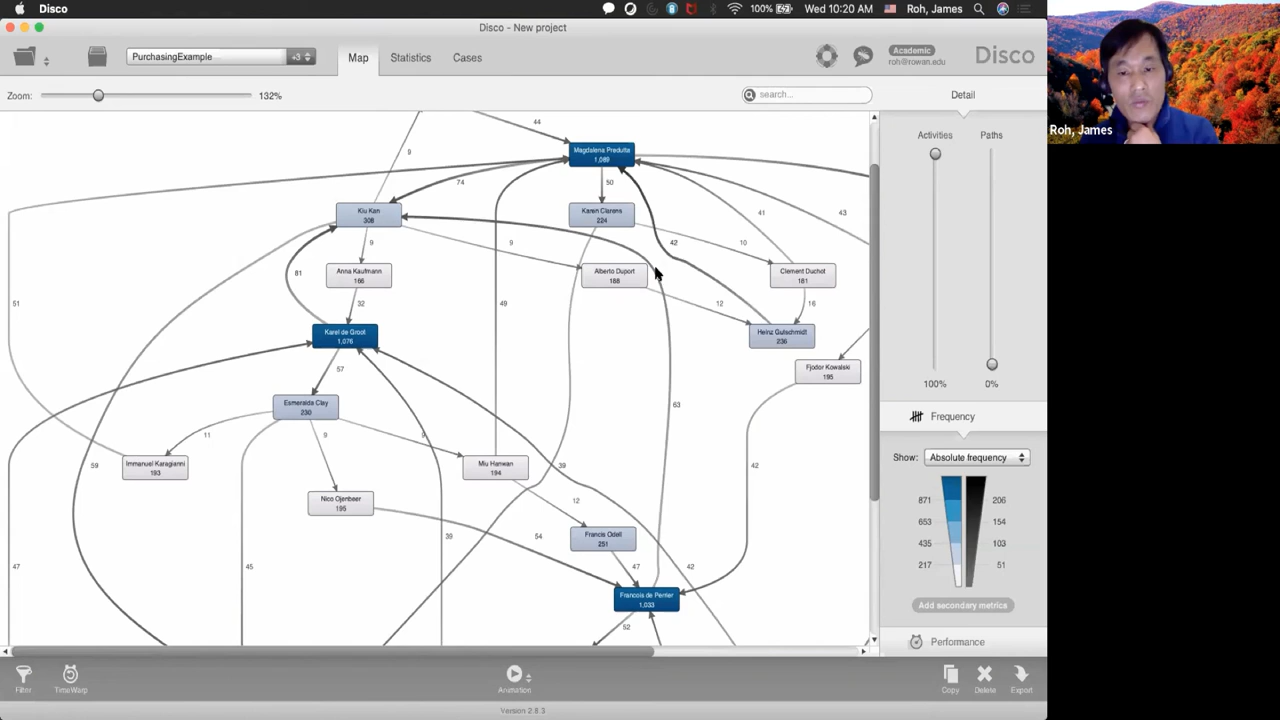 Disco
100%
Wed 10:20 AM
Roh, James
Disco - New project
PurchasingExample
+3
Map
Statistics
Cases
Academic
roh@rowan.edu
Disco
Zoom:
132%
search...
Detail
Roh, James
Activities
Paths
100%
0%
Frequency
Show:
Absolute frequency
871
206
653
154
435
103
217
51
Add secondary metrics
Performance
44
9
Magdalena Predutta
1,089
74
50
Kiu Kan
308
Karen Clarens
224
41
43
9
9
42
10
Anna Kaufmann
166
Alberto Duport
188
Clement Duchot
181
81
51
32
49
12
16
Karel de Groot
1,076
Heinz Gutschmidt
236
57
Fjodor Kowalski
195
Esmeralda Clay
230
63
11
9
9
Immanuel Karagianni
193
59
Miu Hanwan
194
39
42
Nico Ojenbeer
195
12
39
54
Francis Odell
251
47
45
47
42
Francois de Perrier
1,033
52
Filter
TimeWarp
Animation
Copy
Delete
Export
Version 2.8.3